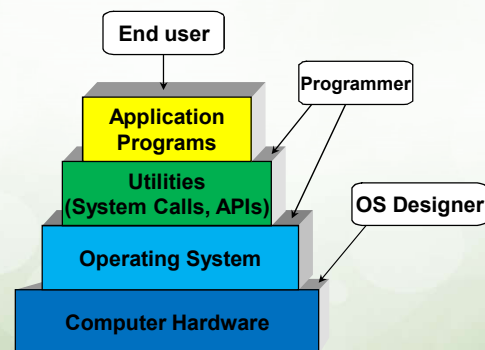 End user
Programmer
Application
Programs
Utilities
(System Calls, APIs)
OS Designer
Operating System
Computer Hardware